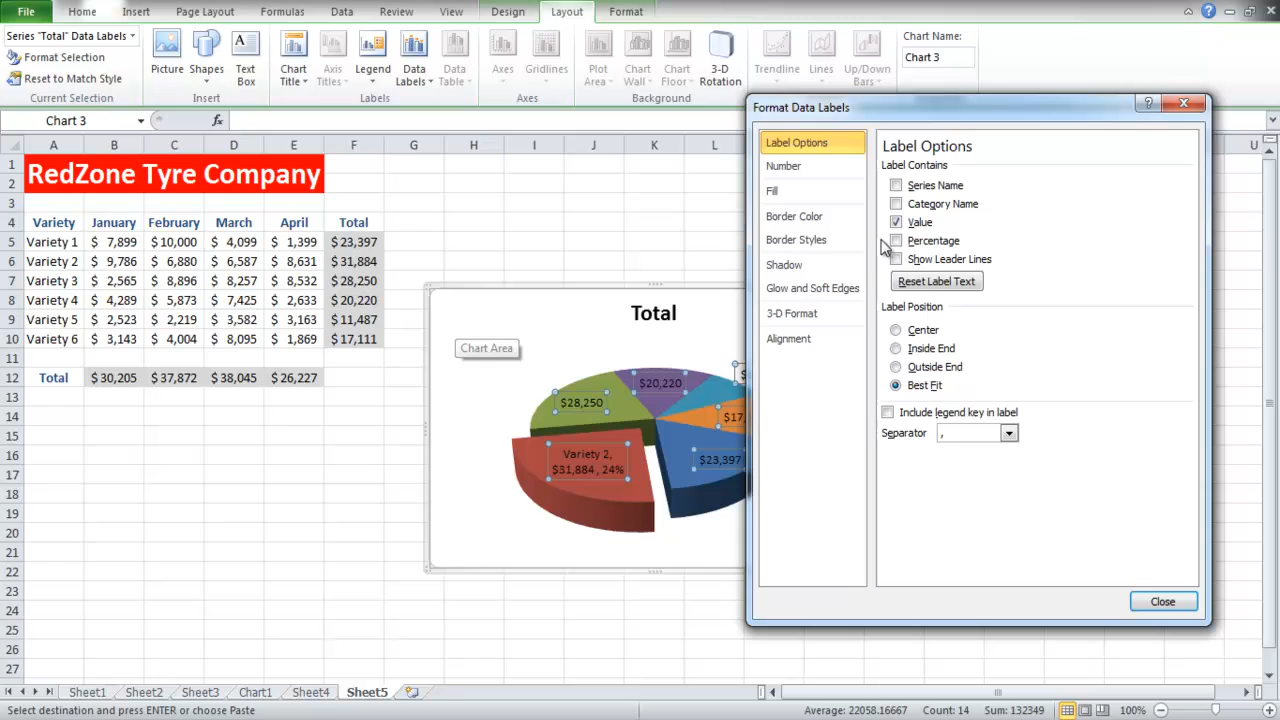 File Home Insert Page Layout Formulas Data Review View Design Layout Format
Series "Total" Data Labels
Format Selection
Reset to Match Style
Current Selection
Picture Shapes Text Box
Insert
Chart Title Axis Titles Legend Data Labels Data Table
Labels
Axes Gridlines
Axes
Plot Area Chart Wall Chart Floor 3-D Rotation
Background
Trendline Lines Up/Down Bars
Chart Name:
Chart 3
Chart 3 fx
A B C D E F G H I J K L U
1 RedZone Tyre Company
2
3
4 Variety January February March April Total
5 Variety 1 $ 7,899 $ 10,000 $ 4,099 $ 1,399 $ 23,397
6 Variety 2 $ 9,786 $ 6,880 $ 6,587 $ 8,631 $ 31,884
7 Variety 3 $ 2,565 $ 8,896 $ 8,257 $ 8,532 $ 28,250
8 Variety 4 $ 4,289 $ 5,873 $ 7,425 $ 2,633 $ 20,220
9 Variety 5 $ 2,523 $ 2,219 $ 3,582 $ 3,163 $ 11,487
10 Variety 6 $ 3,143 $ 4,004 $ 8,095 $ 1,869 $ 17,111
11
12 Total $ 30,205 $ 37,872 $ 38,045 $ 26,227
13
14
15
16
17
18
19
20
21
22
23
24
25
26
27
Total
Chart Area
$20,220
$28,250
$17,
Variety 2,
$31,884 , 24%
$23,397
Format Data Labels
Label Options
Number
Fill
Border Color
Border Styles
Shadow
Glow and Soft Edges
3-D Format
Alignment
Label Options
Label Contains
Series Name
Category Name
Value
Percentage
Show Leader Lines
Reset Label Text
Label Position
Center
Inside End
Outside End
Best Fit
Include legend key in label
Separator ,
Close
Sheet1 Sheet2 Sheet3 Chart1 Sheet4 Sheet5
Select destination and press ENTER or choose Paste Average: 22058.16667 Count: 14 Sum: 132349 100%